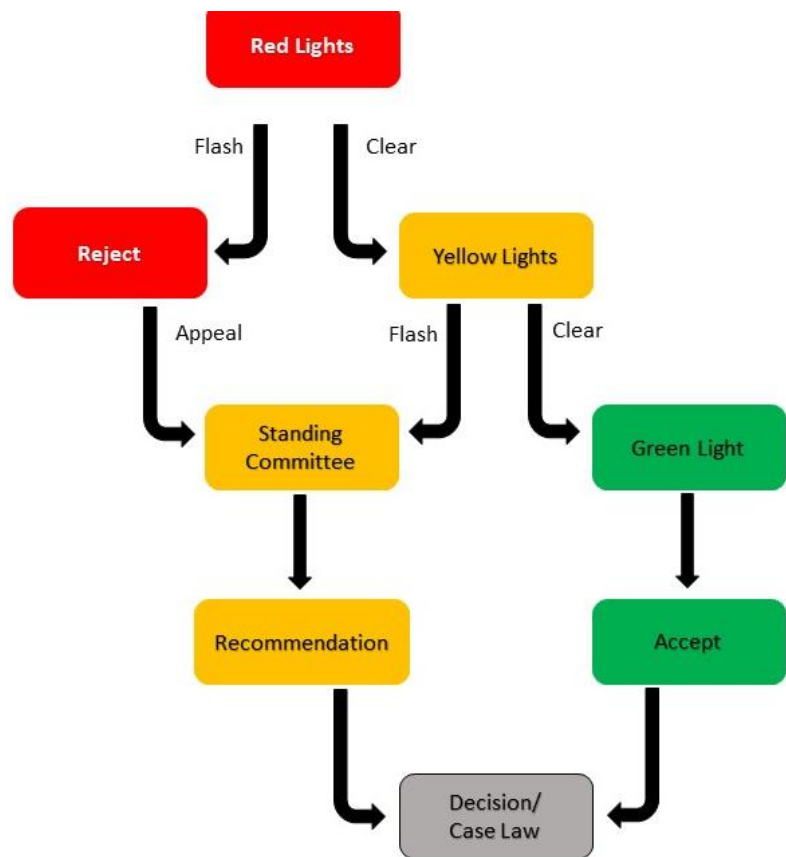 Red Lights
Flash
Clear
Reject
Yellow Lights
Appeal
Flash
Clear
Standing
Committee
Green Light
Recommendation
Accept
Decision/
Case Law